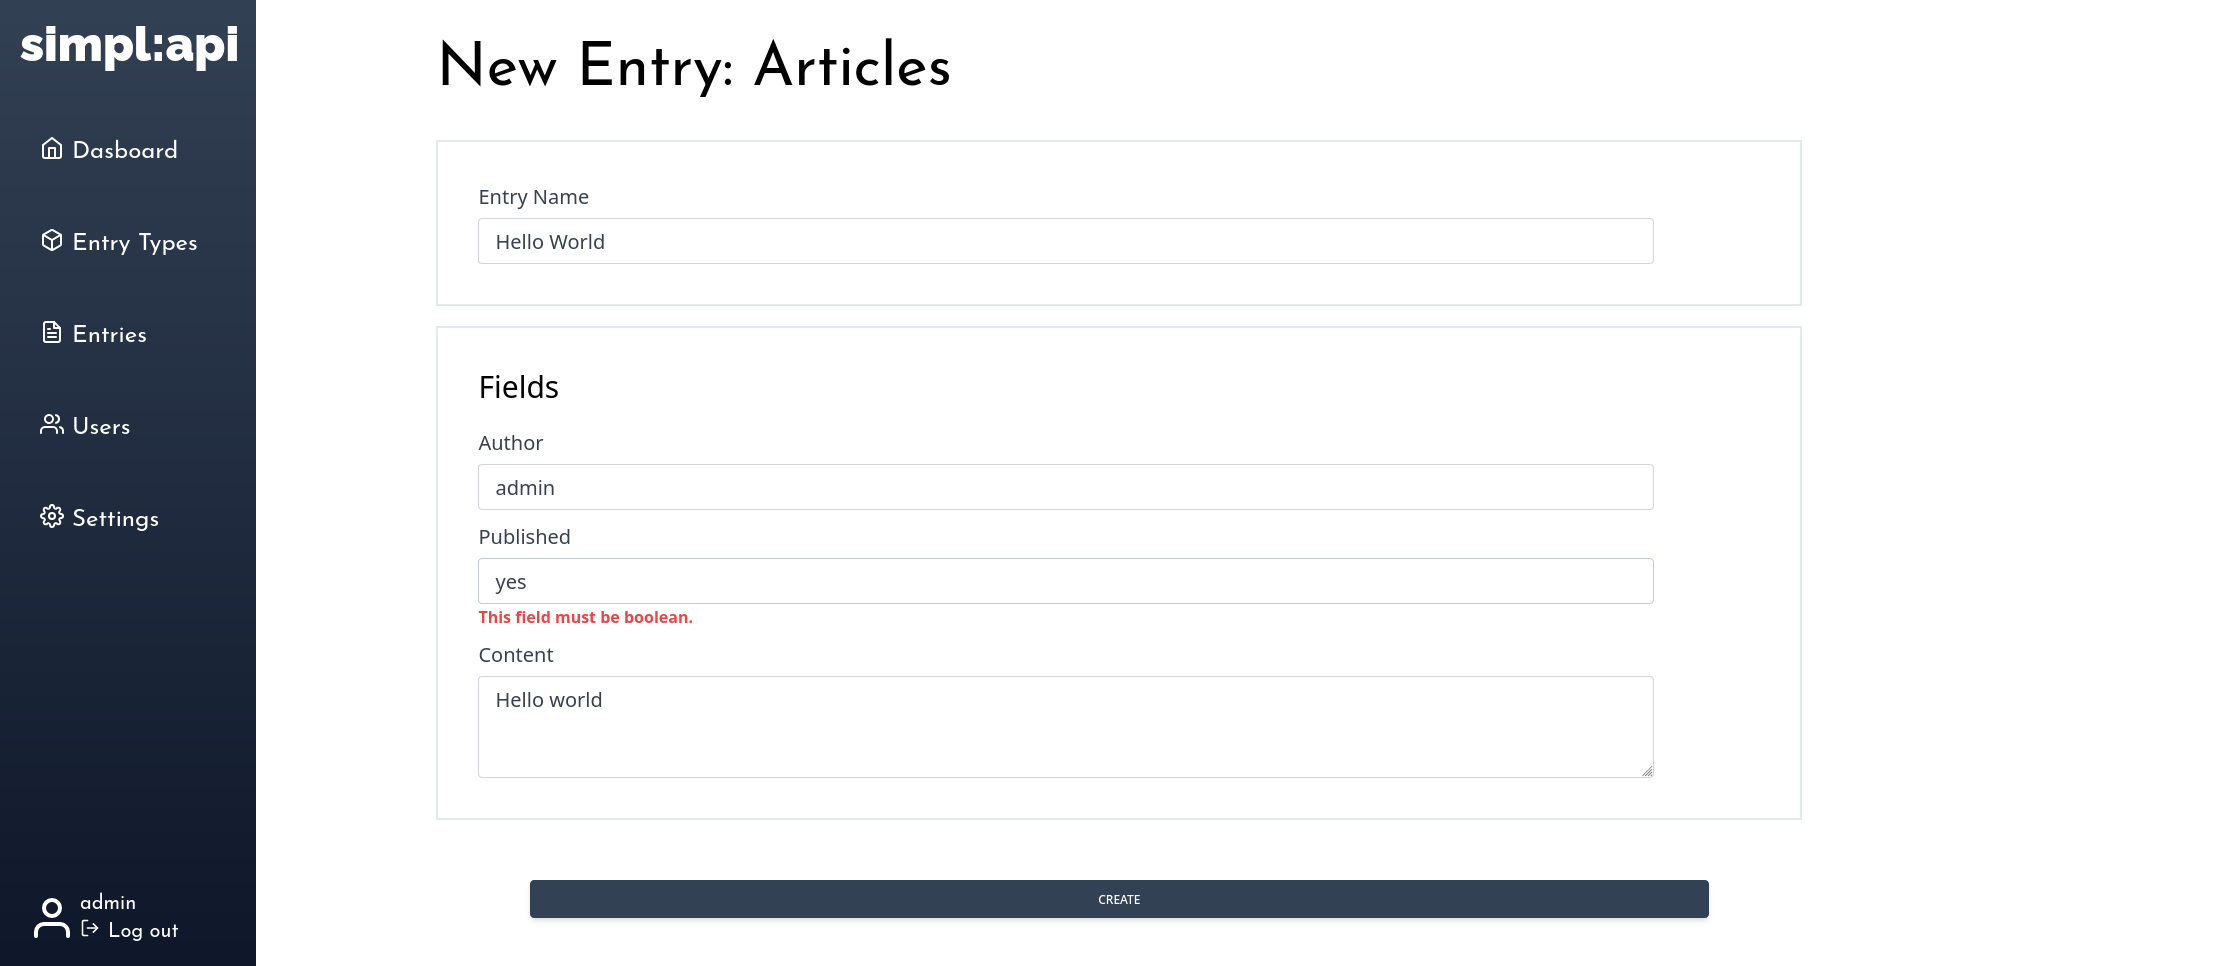 simpl:api
Dasboard
Entry Types
Entries
Users
Settings
admin
Log out
New Entry: Articles
Entry Name
Hello World
Fields
Author
admin
Published
yes
This field must be boolean.
Content
Hello world
CREATE